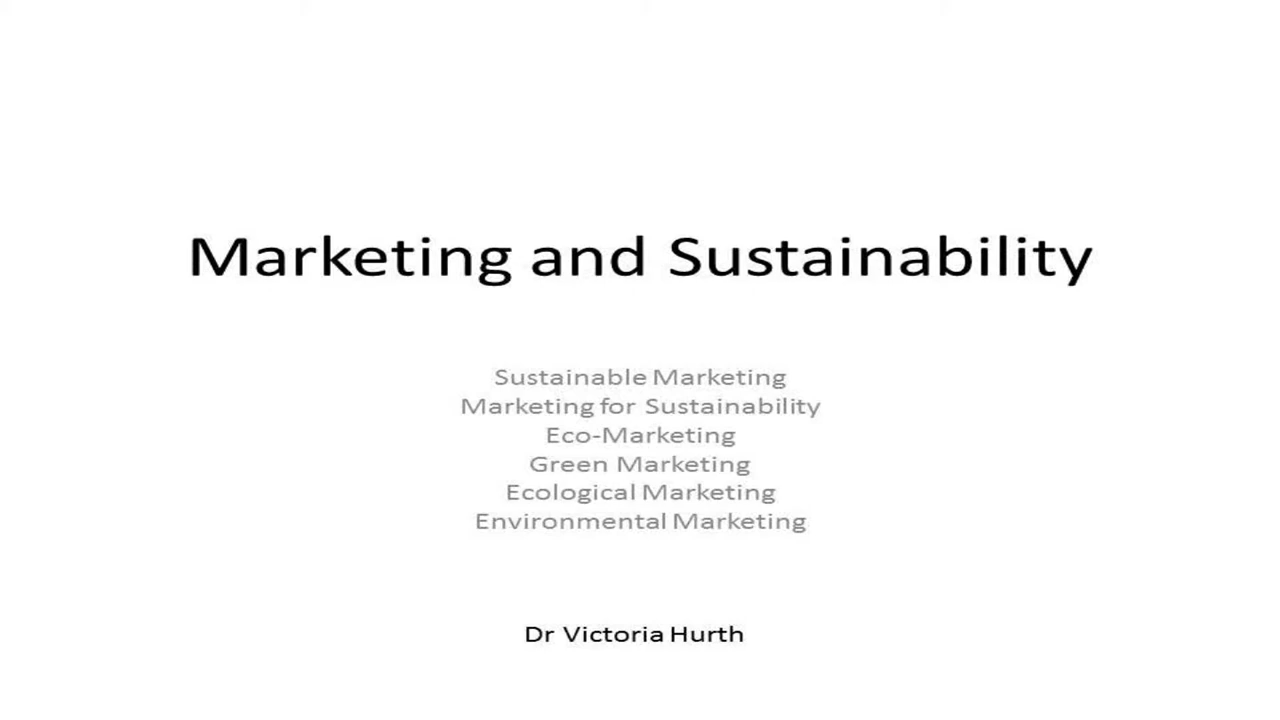 Marketing and Sustainability
Sustainable Marketing
Marketing for Sustainability
Eco-Marketing
Green Marketing
Ecological Marketing
Environmental Marketing
Dr Victoria Hurth